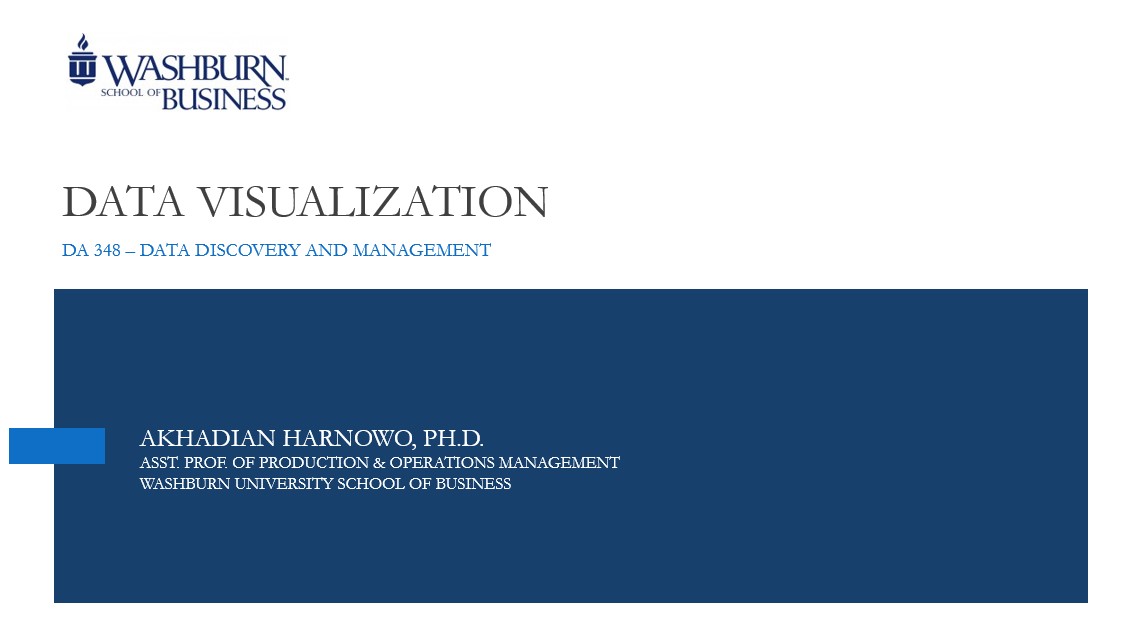 WASHBURN
SCHOOL OF BUSINESS
DATA VISUALIZATION
DA 348 – DATA DISCOVERY AND MANAGEMENT
AKHADIAN HARNOWO, PH.D.
ASST. PROF. OF PRODUCTION & OPERATIONS MANAGEMENT
WASHBURN UNIVERSITY SCHOOL OF BUSINESS